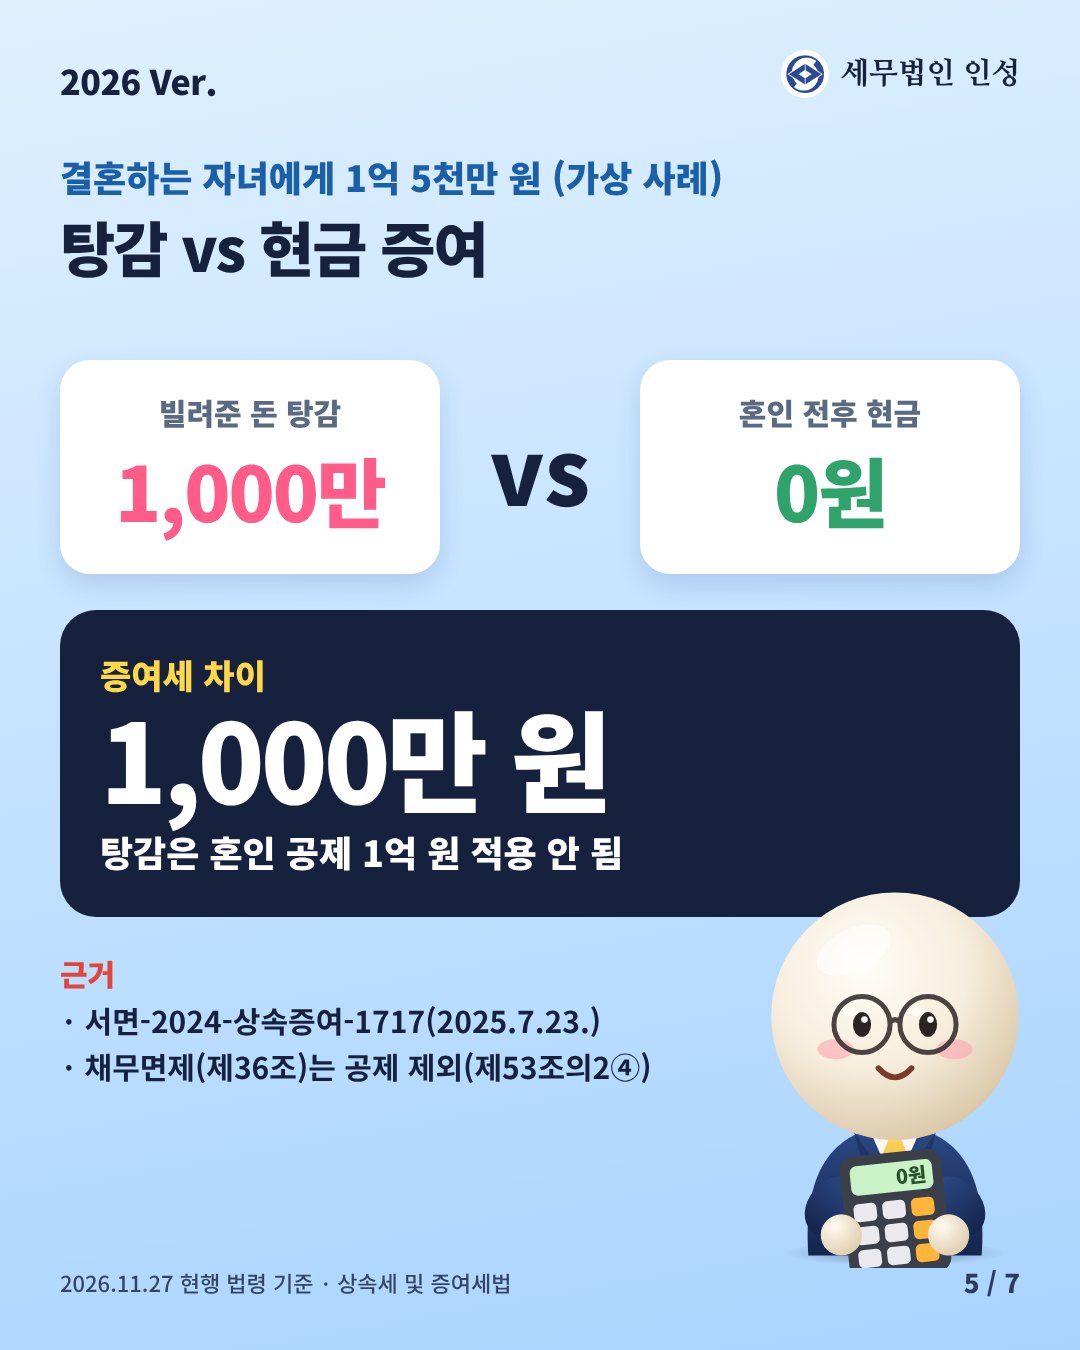 2026 Ver.
세무법인 인성
결혼하는 자녀에게 1억 5천만 원 (가상 사례)
탕감 vs 현금 증여
빌려준 돈 탕감
1,000만
vs
혼인 전후 현금
0원
증여세 차이
1,000만 원
탕감은 혼인 공제 1억 원 적용 안 됨
근거
· 서면-2024-상속증여-1717(2025.7.23.)
· 채무면제(제36조)는 공제 제외(제53조의2④)
0원
2026.11.27 현행 법령 기준 · 상속세 및 증여세법
5 / 7